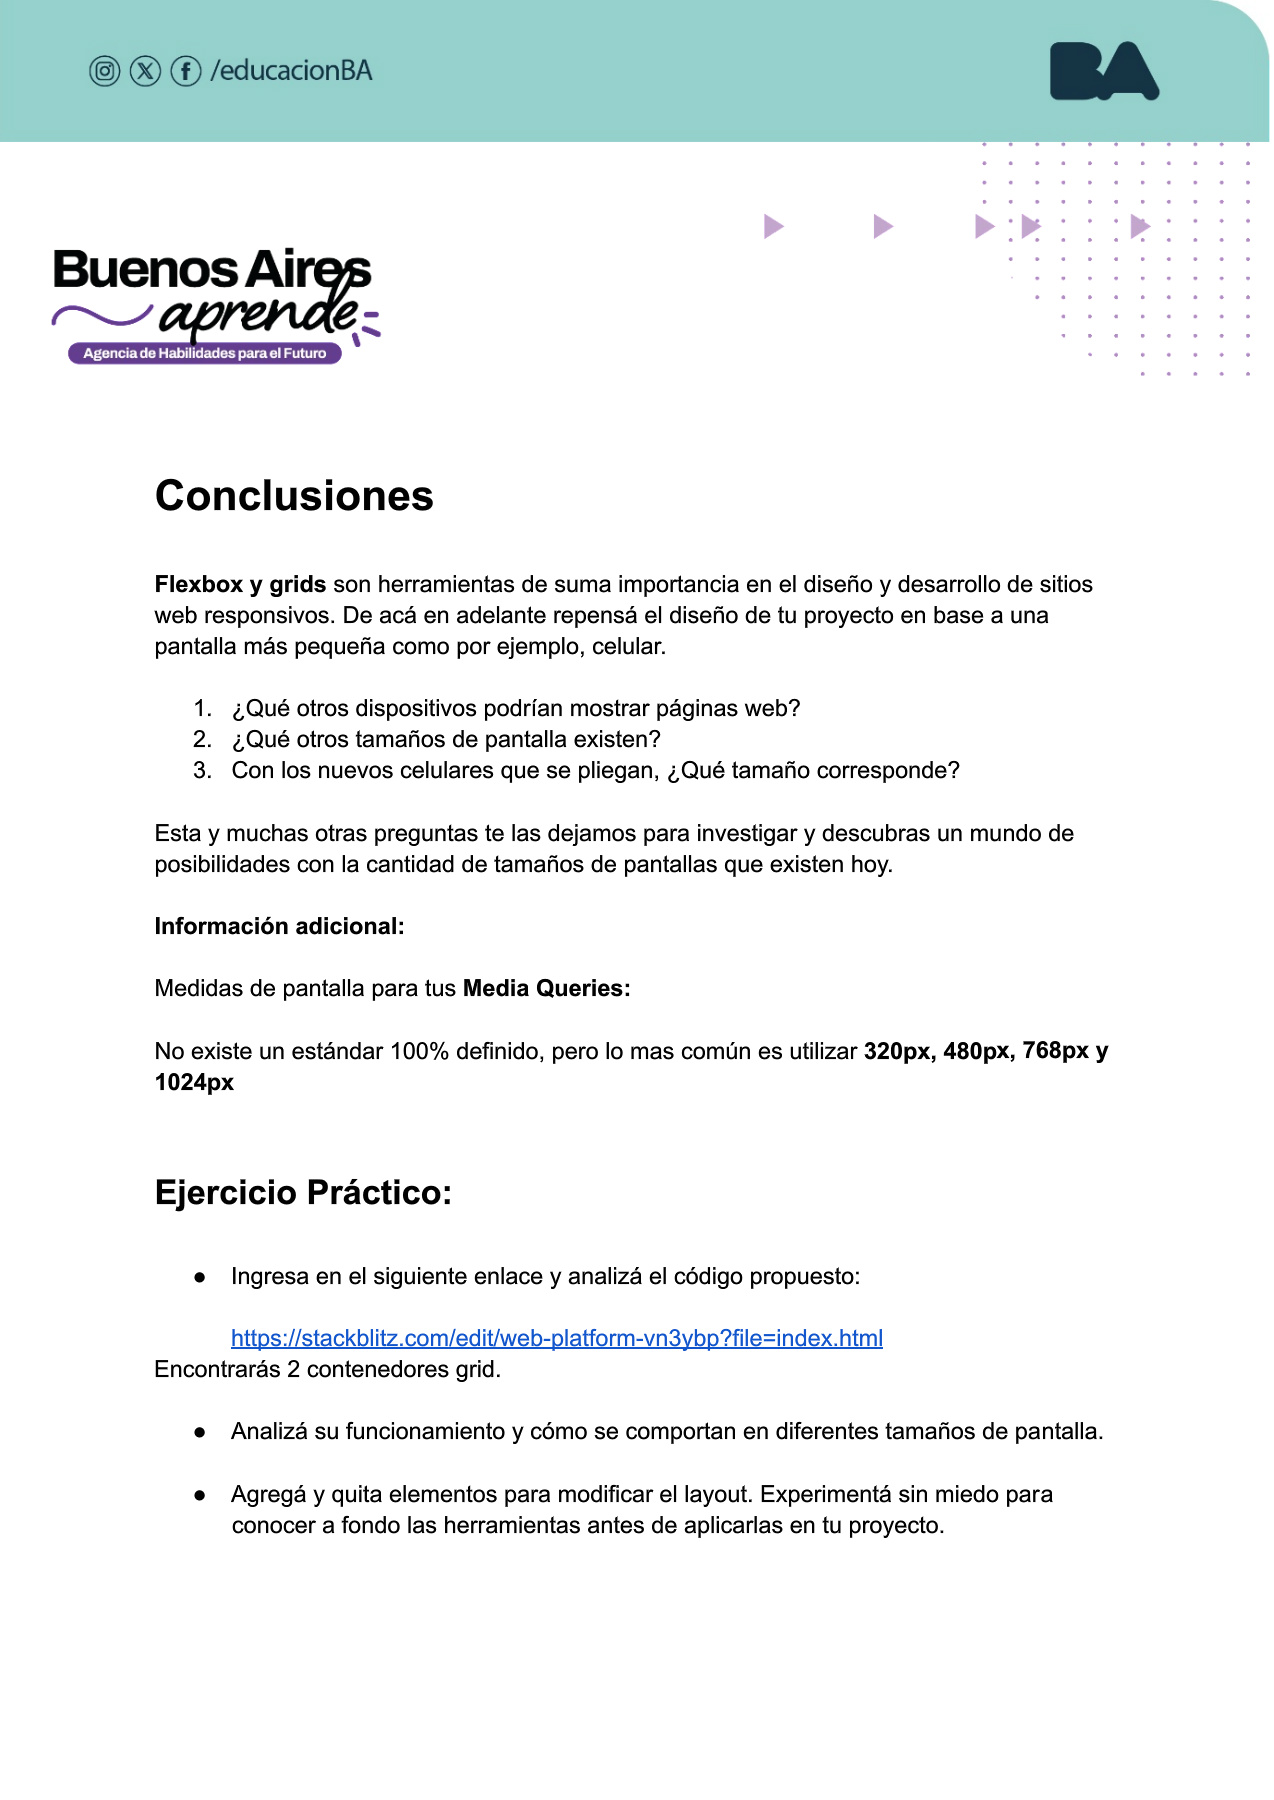 /educacionBA
BA
Buenos Aires
aprende
Agencia de Habilidades para el Futuro
Conclusiones
Flexbox y grids son herramientas de suma importancia en el diseño y desarrollo de sitios
web responsivos. De acá en adelante repensá el diseño de tu proyecto en base a una
pantalla más pequeña como por ejemplo, celular.
1. ¿Qué otros dispositivos podrían mostrar páginas web?
2. ¿Qué otros tamaños de pantalla existen?
3. Con los nuevos celulares que se pliegan, ¿Qué tamaño corresponde?
Esta y muchas otras preguntas te las dejamos para investigar y descubras un mundo de
posibilidades con la cantidad de tamaños de pantallas que existen hoy.
Información adicional:
Medidas de pantalla para tus Media Queries:
No existe un estándar 100% definido, pero lo mas común es utilizar 320px, 480px, 768px y
1024px
Ejercicio Práctico:
● Ingresa en el siguiente enlace y analizá el código propuesto:
https://stackblitz.com/edit/web-platform-vn3ybp?file=index.html
Encontrarás 2 contenedores grid.
● Analizá su funcionamiento y cómo se comportan en diferentes tamaños de pantalla.
● Agregá y quita elementos para modificar el layout. Experimentá sin miedo para
conocer a fondo las herramientas antes de aplicarlas en tu proyecto.